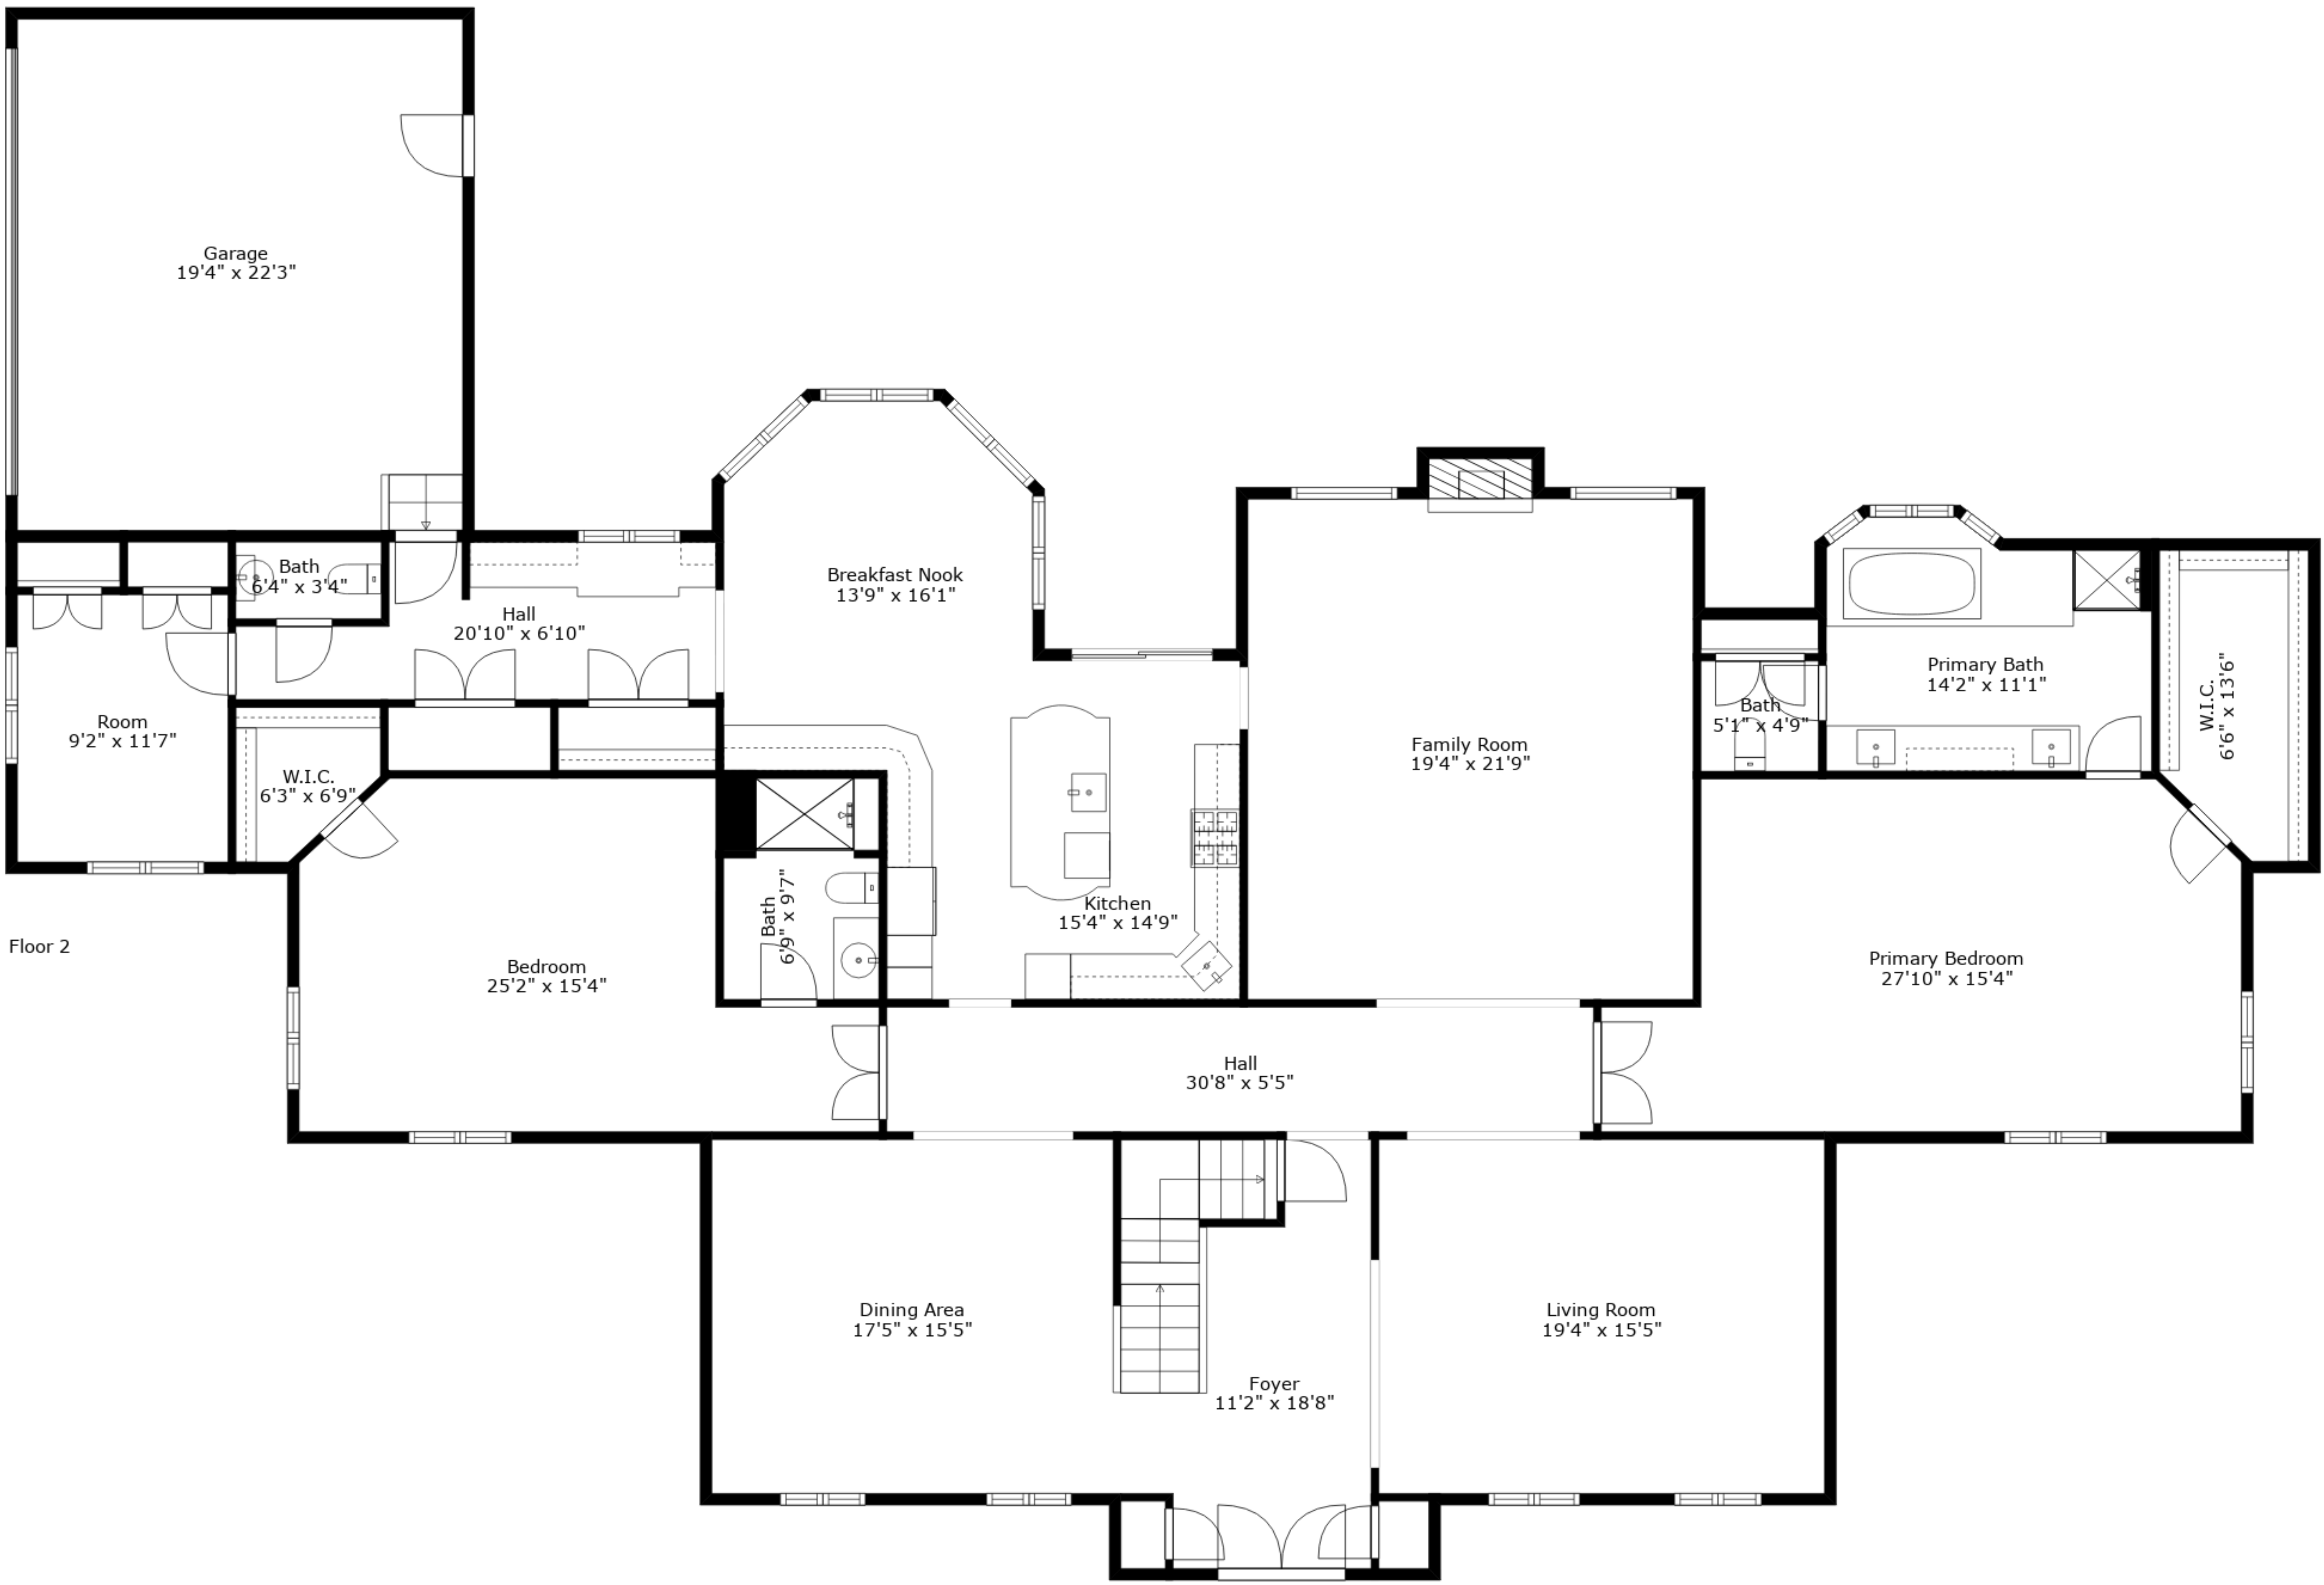 Garage
19'4" x 22'3"
Bath
6'4" x 3'4"
Hall
20'10" x 6'10"
Breakfast Nook
13'9" x 16'1"
Room
9'2" x 11'7"
W.I.C.
6'3" x 6'9"
Family Room
19'4" x 21'9"
Bath
5'1" x 4'9"
Primary Bath
14'2" x 11'1"
W.I.C.
6'6" x 13'6"
Kitchen
15'4" x 14'9"
Bath
6'9" x 9'7"
Floor 2
Bedroom
25'2" x 15'4"
Primary Bedroom
27'10" x 15'4"
Hall
30'8" x 5'5"
Dining Area
17'5" x 15'5"
Living Room
19'4" x 15'5"
Foyer
11'2" x 18'8"